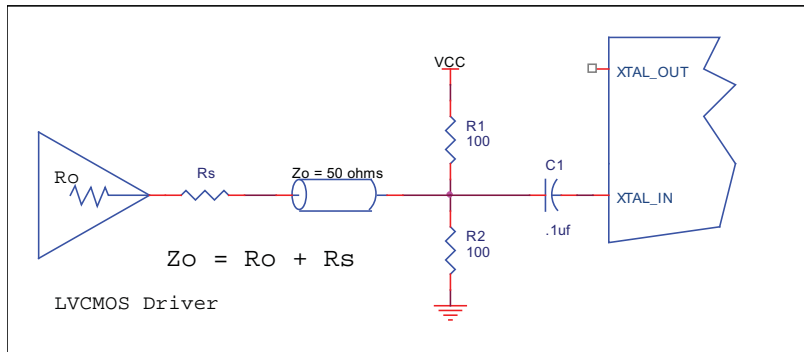 VCC
XTAL_OUT
R1
100
C1
Ro
Rs
Zo = 50 ohms
XTAL_IN
R2
100
.1uf
Zo = Ro + Rs
LVCMOS Driver